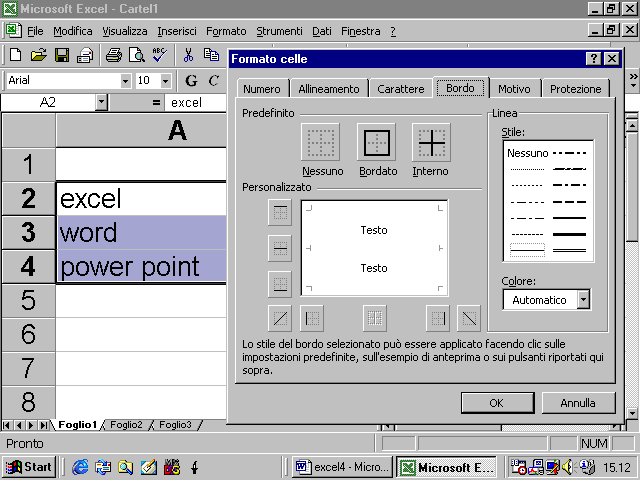 Microsoft Excel - Cartel1
File Modifica Visualizza Inserisci Formato Strumenti Dati Finestra ?
ABC
Arial 10 G C
A2 = excel
A
1
2 excel
3 word
4 power point
5
6
7
8
Formato celle
Numero Allineamento Carattere Bordo Motivo Protezione
Predefinito
Nessuno Bordato Interno
Personalizzato
Testo
Testo
Linea
Stile:
Nessuno
Colore:
Automatico
Lo stile del bordo selezionato può essere applicato facendo clic sulle
impostazioni predefinite, sull'esempio di anteprima o sui pulsanti riportati qui
sopra.
OK Annulla
Foglio1 Foglio2 Foglio3
Pronto NUM
Start excel4 - Micro... Microsoft E... 15.12